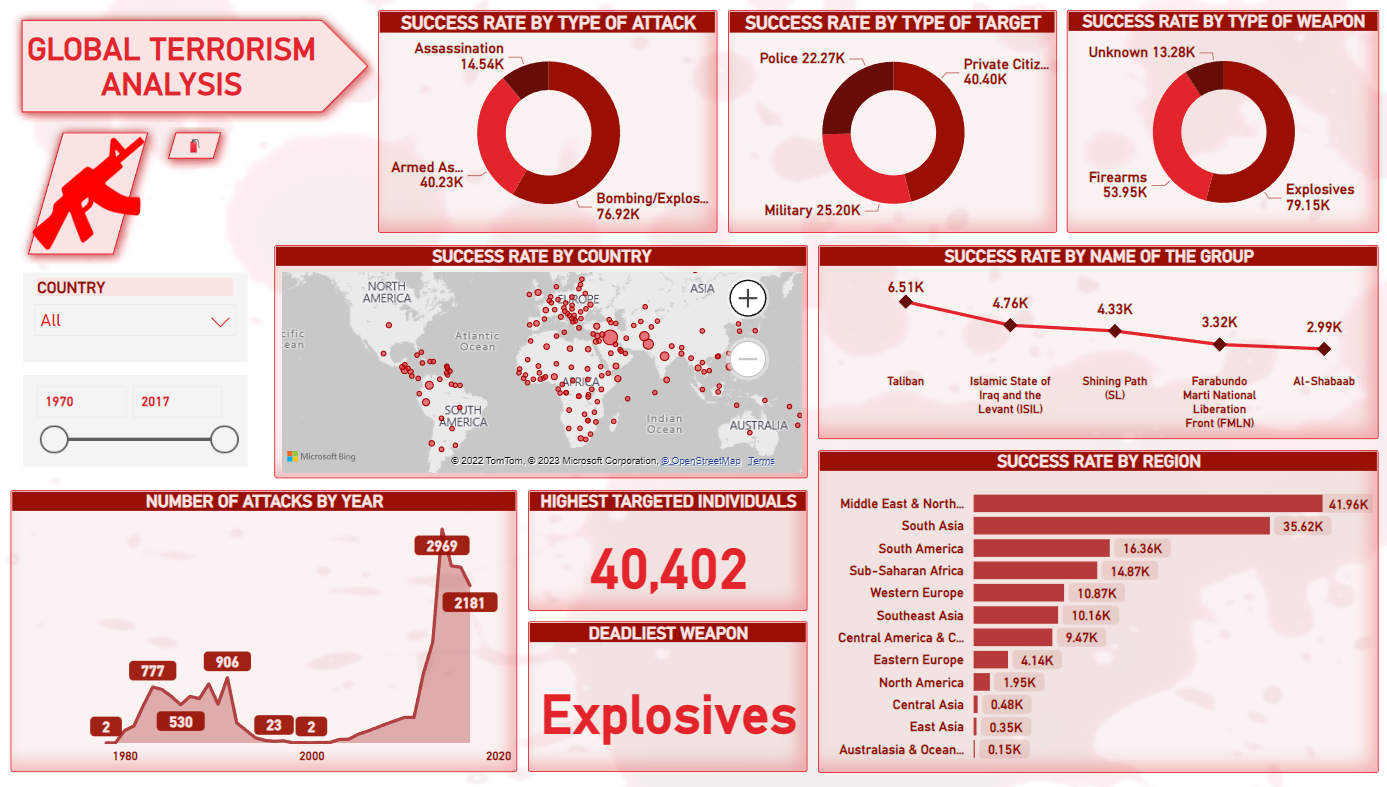 GLOBAL TERRORISM
ANALYSIS
SUCCESS RATE BY TYPE OF ATTACK
Assassination
14.54K
Armed As...
40.23K
Bombing/Explos...
76.92K
SUCCESS RATE BY TYPE OF TARGET
Police 22.27K
Private Citiz...
40.40K
Military 25.20K
SUCCESS RATE BY TYPE OF WEAPON
Unknown 13.28K
Firearms
53.95K
Explosives
79.15K
COUNTRY
All
1970
2017
SUCCESS RATE BY COUNTRY
NORTH
AMERICA
EUROPE
ASIA
cific
ean
Atlantic
Ocean
AFRICA
SOUTH
AMERICA
Indian
Ocean
AUSTRALIA
Microsoft Bing
© 2022 TomTom, © 2023 Microsoft Corporation, © OpenStreetMap Terms
SUCCESS RATE BY NAME OF THE GROUP
6.51K
4.76K
4.33K
3.32K
2.99K
Taliban
Islamic State of
Iraq and the
Levant (ISIL)
Shining Path
(SL)
Farabundo
Marti National
Liberation
Front (FMLN)
Al-Shabaab
NUMBER OF ATTACKS BY YEAR
2969
2181
906
777
530
2
23
2
1980
2000
2020
HIGHEST TARGETED INDIVIDUALS
40,402
DEADLIEST WEAPON
Explosives
SUCCESS RATE BY REGION
Middle East & North... 41.96K
South Asia 35.62K
South America 16.36K
Sub-Saharan Africa 14.87K
Western Europe 10.87K
Southeast Asia 10.16K
Central America & C... 9.47K
Eastern Europe 4.14K
North America 1.95K
Central Asia 0.48K
East Asia 0.35K
Australasia & Ocean... 0.15K